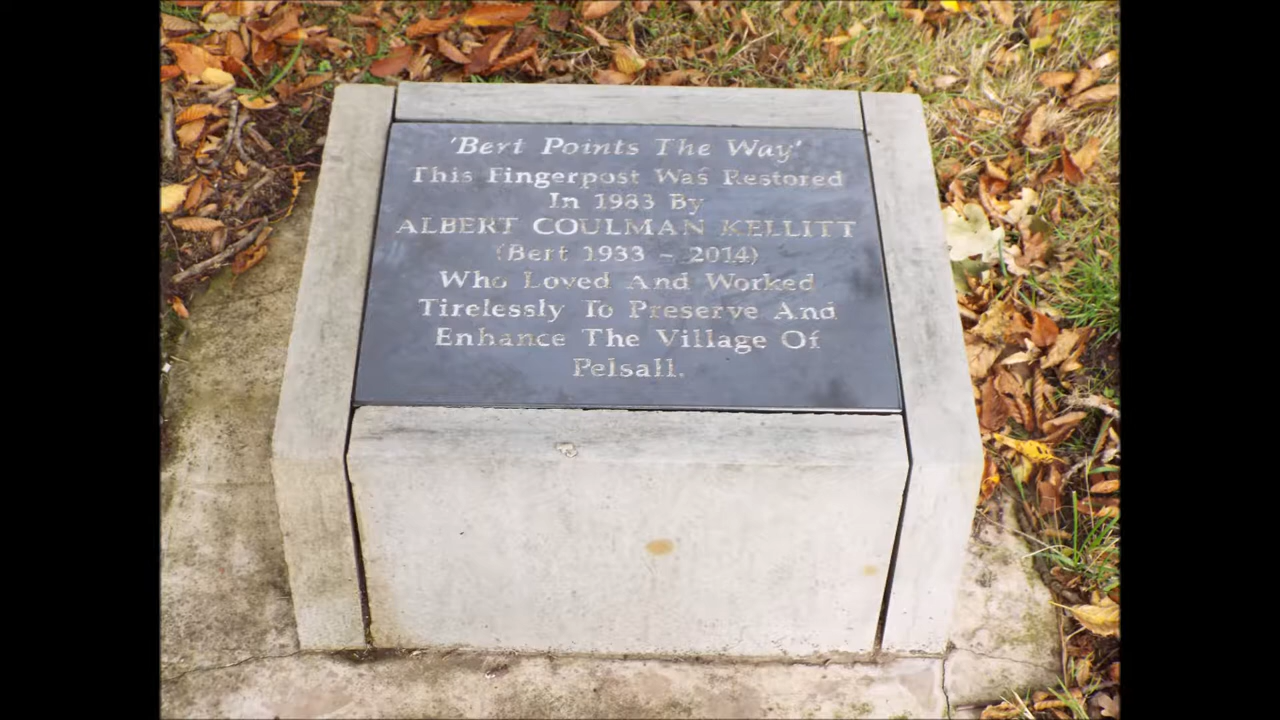 'Bert Points The Way'
This Fingerpost Was Restored
In 1983 By
ALBERT COULMAN KELLITT
(Bert 1933 - 2014)
Who Loved And Worked
Tirelessly To Preserve And
Enhance The Village Of
Pelsall.